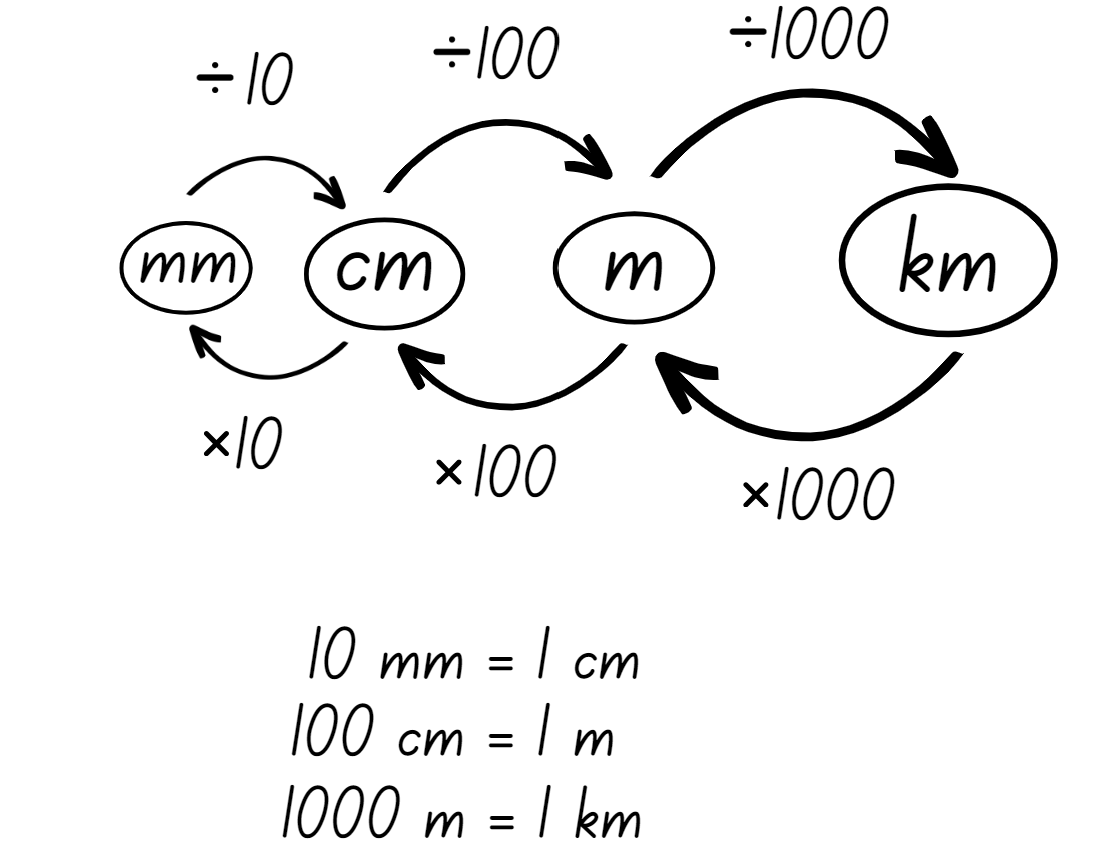 ÷10 ÷100 ÷1000
mm cm m km
×10 ×100 ×1000
10 mm = 1 cm
100 cm = 1 m
1000 m = 1 km